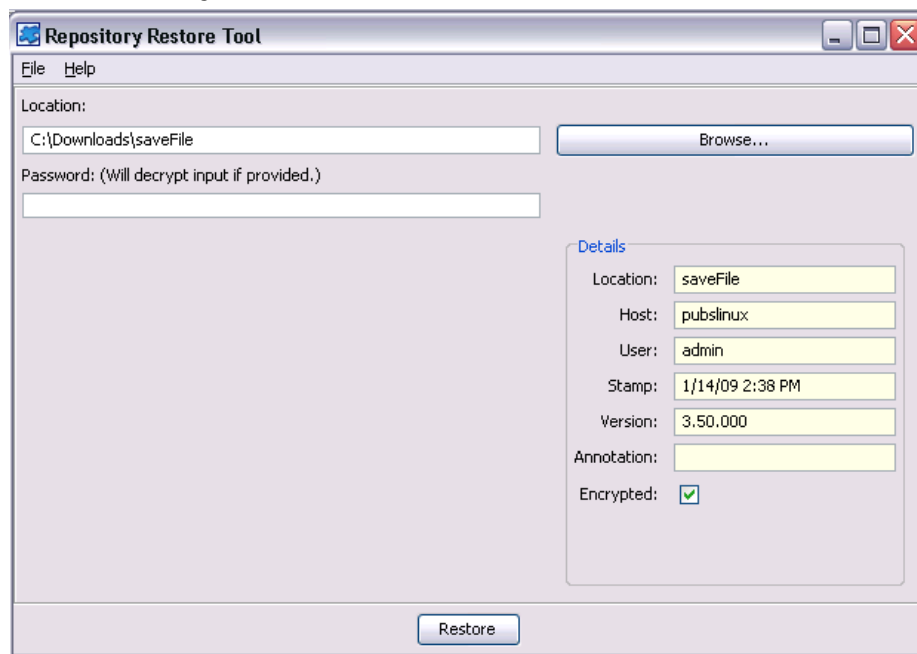 Repository Restore Tool
File Help
Location:
C:\Downloads\saveFile
Browse...
Password: (Will decrypt input if provided.)
Details
Location: saveFile
Host: pubslinux
User: admin
Stamp: 1/14/09 2:38 PM
Version: 3.50.000
Annotation:
Encrypted:
Restore